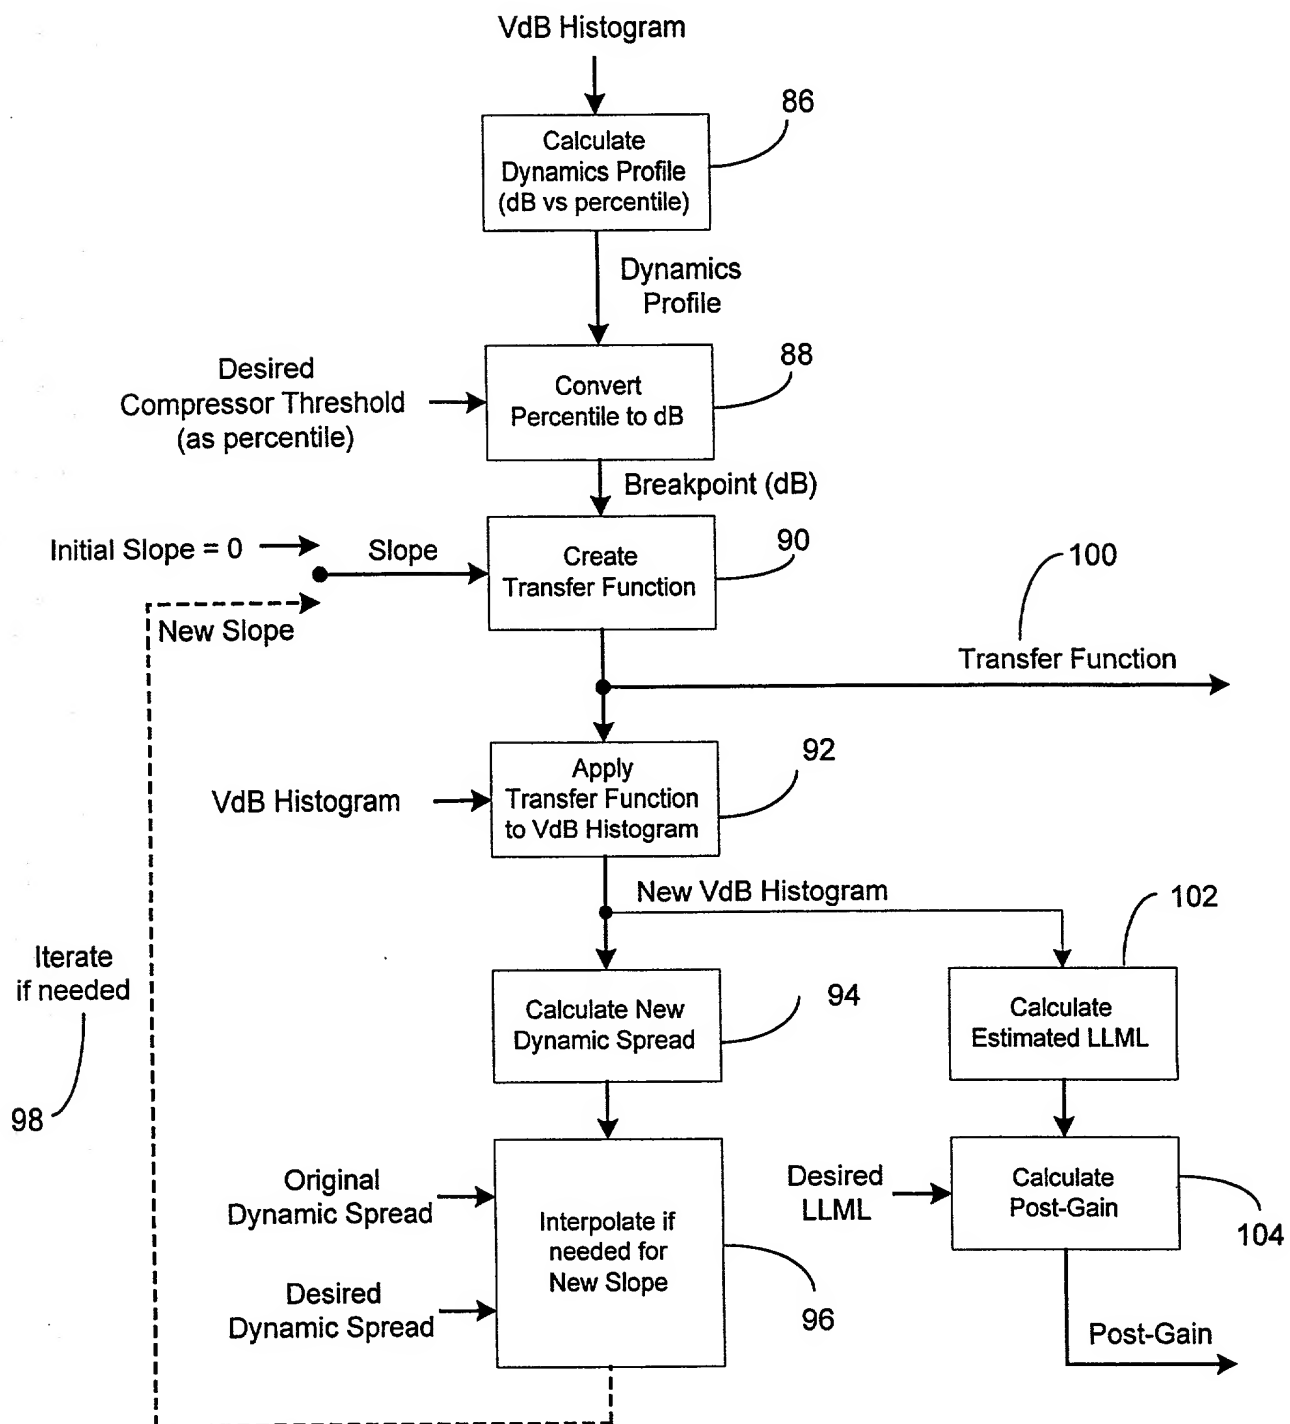 VdB Histogram
86
Calculate
Dynamics Profile
(dB vs percentile)
Dynamics
Profile
88
Desired
Compressor Threshold
(as percentile)
Convert
Percentile to dB
Breakpoint (dB)
90
Initial Slope = 0
Slope
New Slope
Create
Transfer Function
100
Transfer Function
92
VdB Histogram
Apply
Transfer Function
to VdB Histogram
New VdB Histogram
102
Iterate
if needed
98
Calculate New
Dynamic Spread
94
Calculate
Estimated LLML
Original
Dynamic Spread
Desired
Dynamic Spread
Interpolate if
needed for
New Slope
96
Desired
LLML
Calculate
Post-Gain
104
Post-Gain